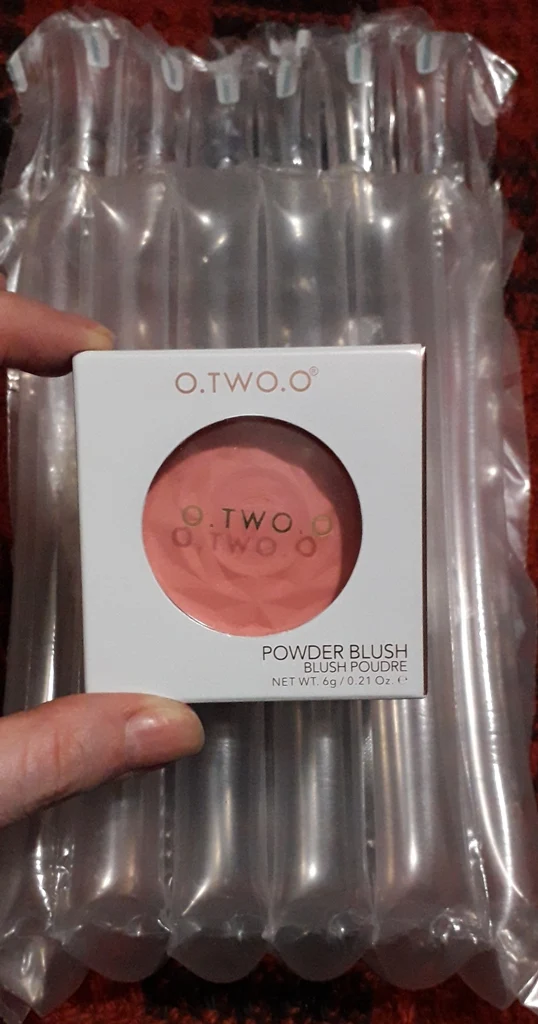 O.TWO.O®
O.TWO.O
O.TWO.O
POWDER BLUSH
BLUSH POUDRE
NET WT. 6g / 0.21 Oz. e